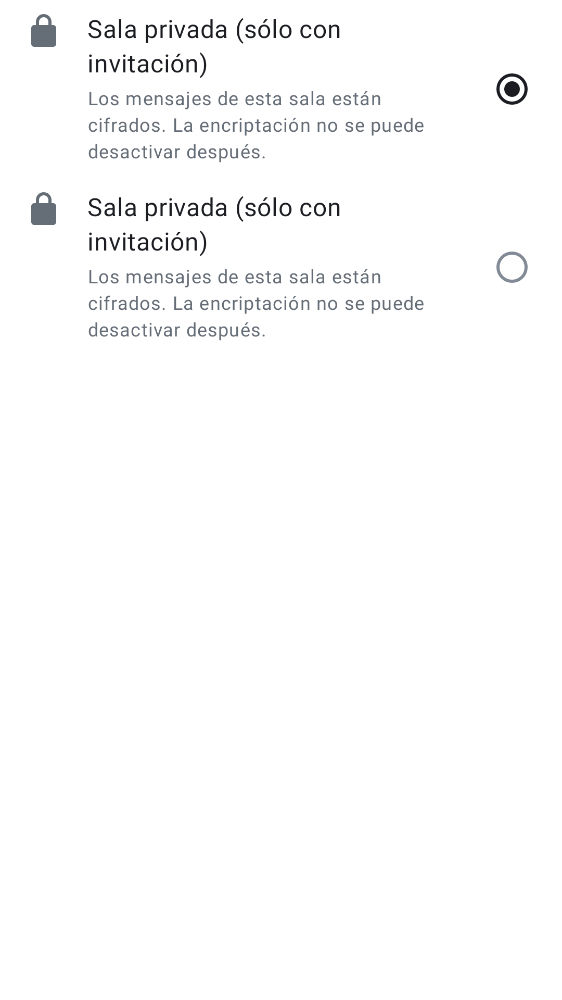 Sala privada (sólo con
invitación)
Los mensajes de esta sala están
cifrados. La encriptación no se puede
desactivar después.
Sala privada (sólo con
invitación)
Los mensajes de esta sala están
cifrados. La encriptación no se puede
desactivar después.